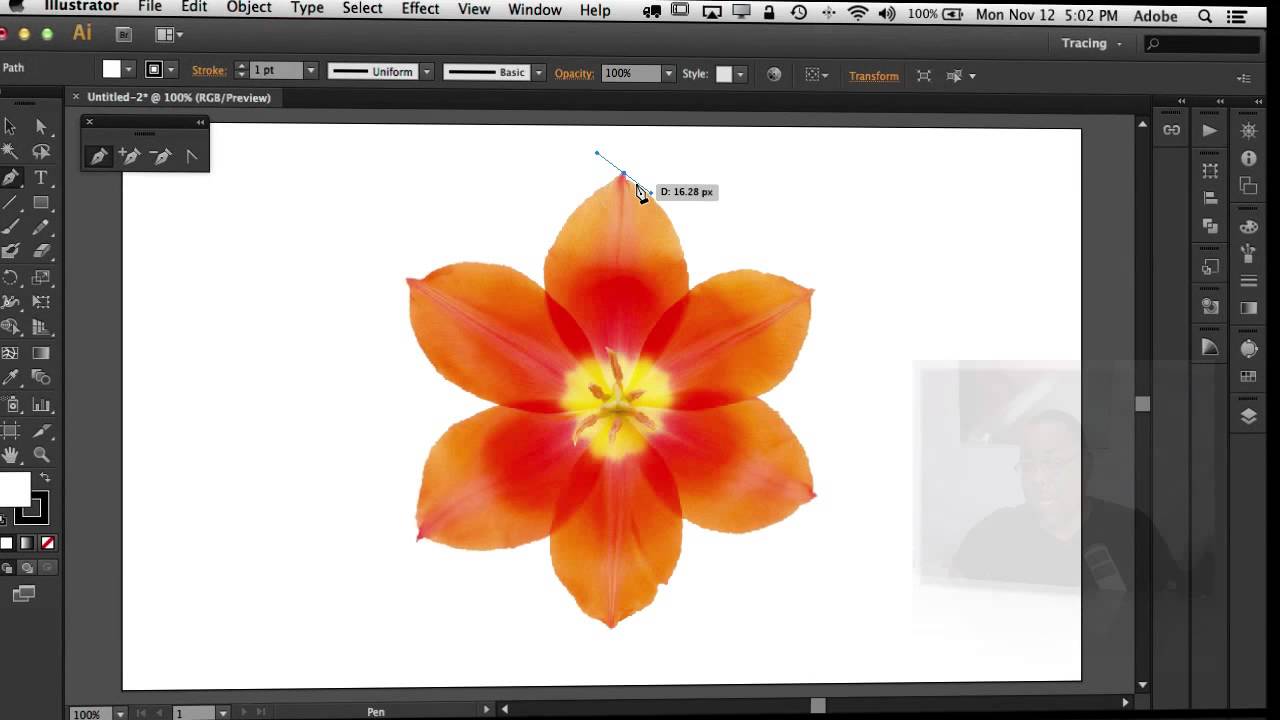 Illustrator File Edit Object Type Select Effect View Window Help 100% Mon Nov 12 5:02 PM Adobe
Ai Br Tracing
Path Stroke: 1 pt Uniform Basic Opacity: 100% Style: Transform
× Untitled-2* @ 100% (RGB/Preview)
T
D: 16.28 px
100% 1 Pen